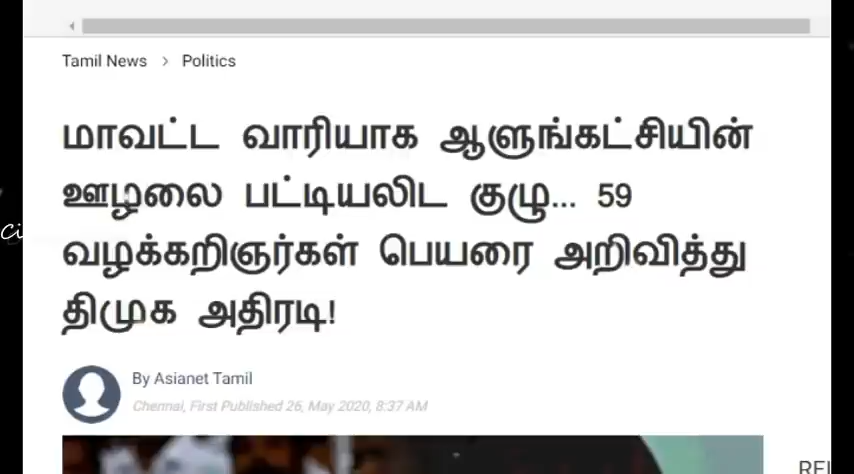 Tamil News > Politics
மாவட்ட வாரியாக ஆளுங்கட்சியின்
ஊழலை பட்டியலிட குழு... 59
வழக்கறிஞர்கள் பெயரை அறிவித்து
திமுக அதிரடி!
By Asianet Tamil
Chennai, First Published 26, May 2020, 8:37 AM